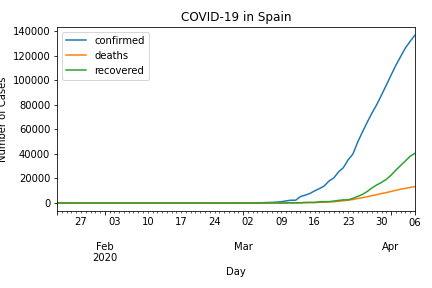 COVID-19 in Spain
140000
120000
100000
80000
60000
40000
20000
0
Number of Cases
confirmed
deaths
recovered
27 03 10 17 24 02 09 16 23 30 06
Feb Mar Apr
2020
Day